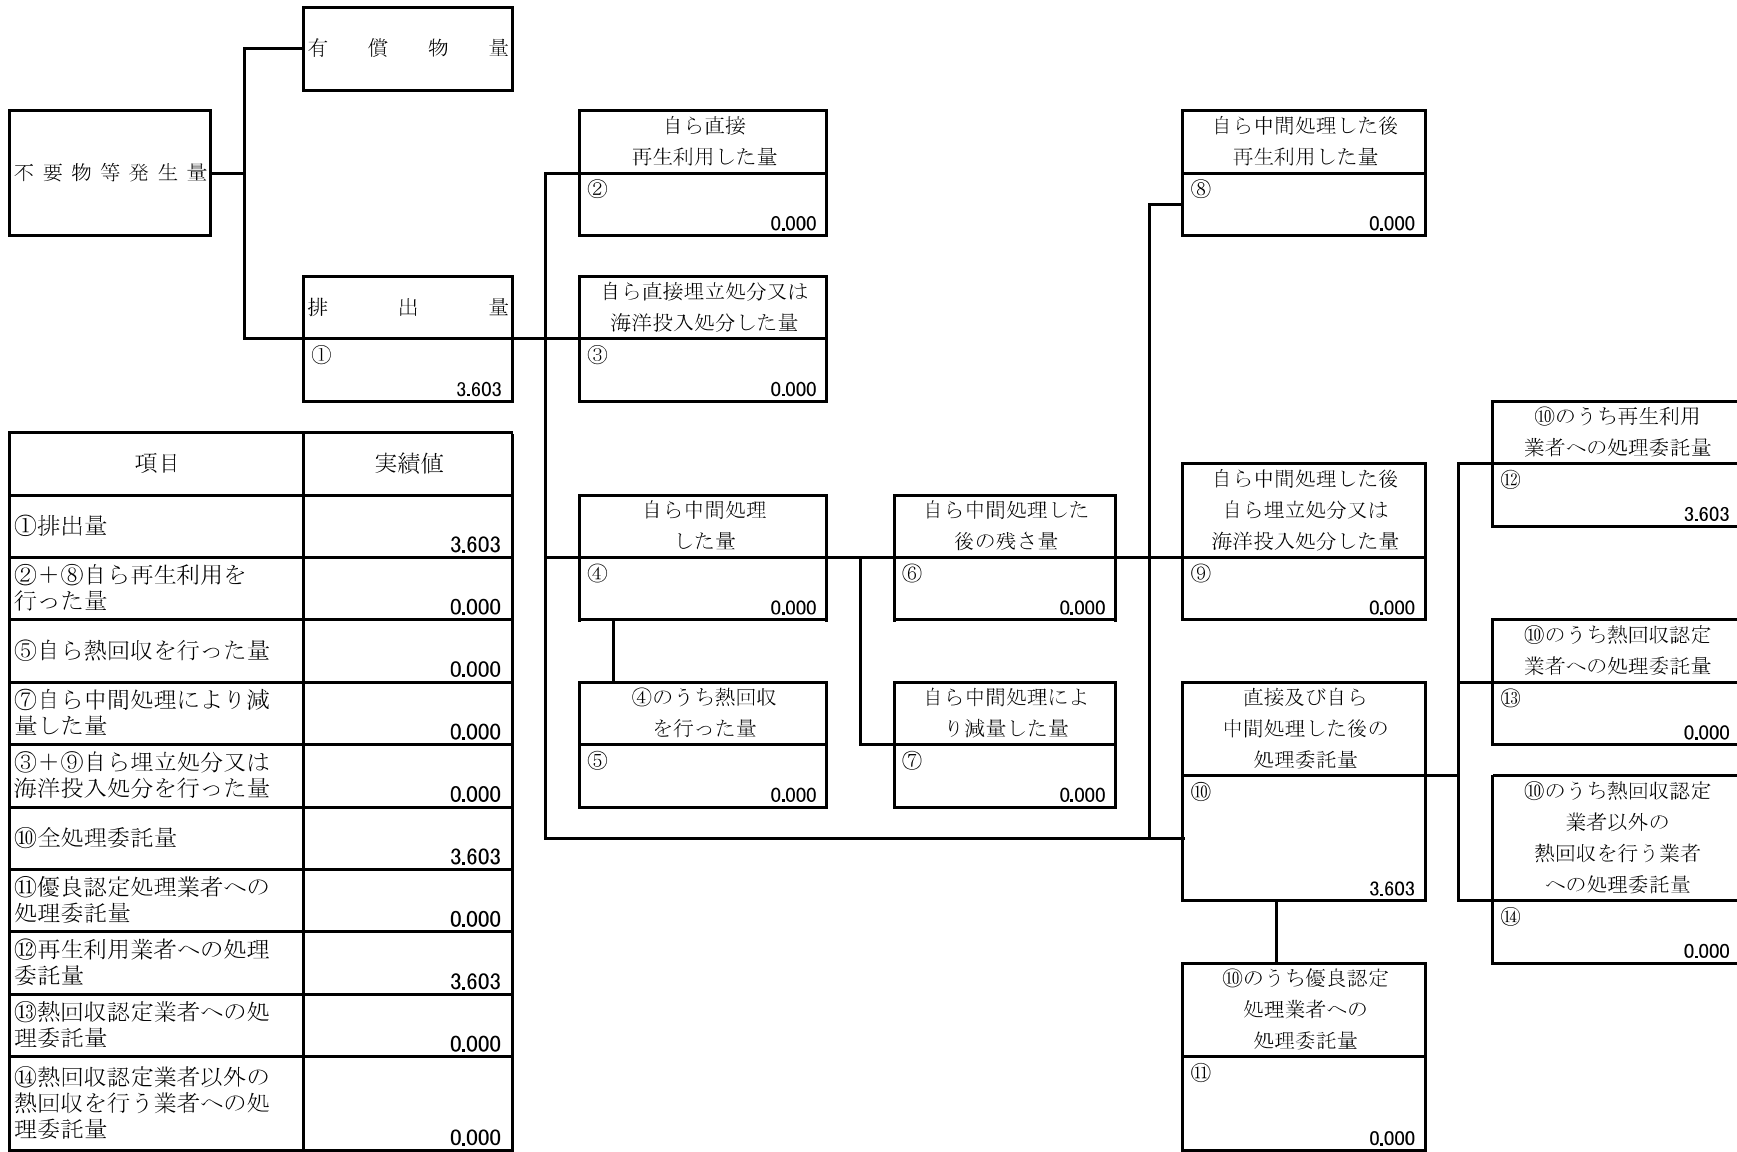 有償物量
不要物等発生量
排出量
①
3.603
自ら直接
再生利用した量
②
0.000
自ら直接埋立処分又は
海洋投入処分した量
③
0.000
自ら中間処理
した量
④
0.000
④のうち熱回収
を行った量
⑤
0.000
自ら中間処理した
後の残さ量
⑥
0.000
自ら中間処理によ
り減量した量
⑦
0.000
自ら中間処理した後
再生利用した量
⑧
0.000
自ら中間処理した後
自ら埋立処分又は
海洋投入処分した量
⑨
0.000
直接及び自ら
中間処理した後の
処理委託量
⑩
3.603
⑩のうち優良認定
処理業者への
処理委託量
⑪
0.000
⑩のうち再生利用
業者への処理委託量
⑫
3.603
⑩のうち熱回収認定
業者への処理委託量
⑬
0.000
⑩のうち熱回収認定
業者以外の
熱回収を行う業者
への処理委託量
⑭
0.000
項目 実績値
①排出量
3.603
②＋⑧自ら再生利用を
行った量
0.000
⑤自ら熱回収を行った量
0.000
⑦自ら中間処理により減
量した量
0.000
③＋⑨自ら埋立処分又は
海洋投入処分を行った量
0.000
⑩全処理委託量
3.603
⑪優良認定処理業者への
処理委託量
0.000
⑫再生利用業者への処理
委託量
3.603
⑬熱回収認定業者への処
理委託量
0.000
⑭熱回収認定業者以外の
熱回収を行う業者への処
理委託量
0.000